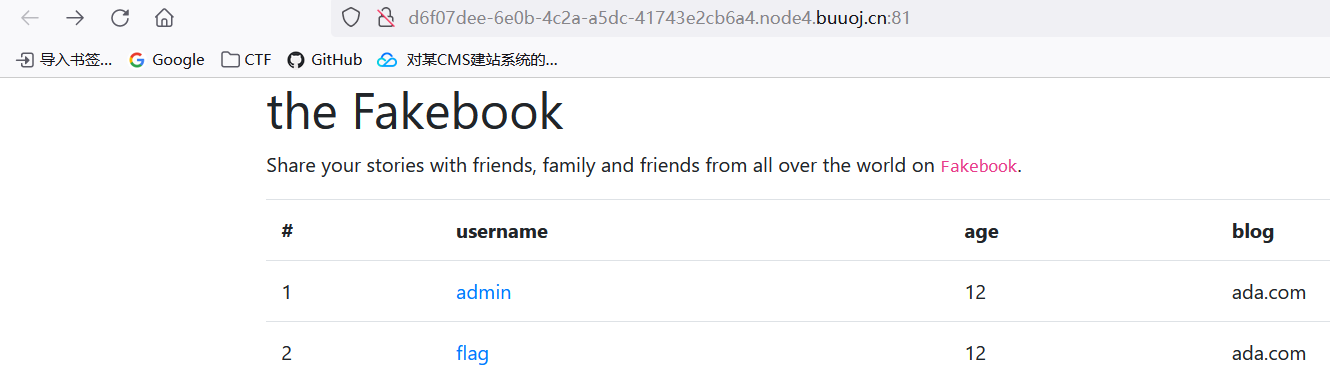 d6f07dee-6e0b-4c2a-a5dc-41743e2cb6a4.node4.buuoj.cn:81
导入书签... Google CTF GitHub 对某CMS建站系统的...
the Fakebook
Share your stories with friends, family and friends from all over the world on Fakebook.
# username age blog
1 admin 12 ada.com
2 flag 12 ada.com